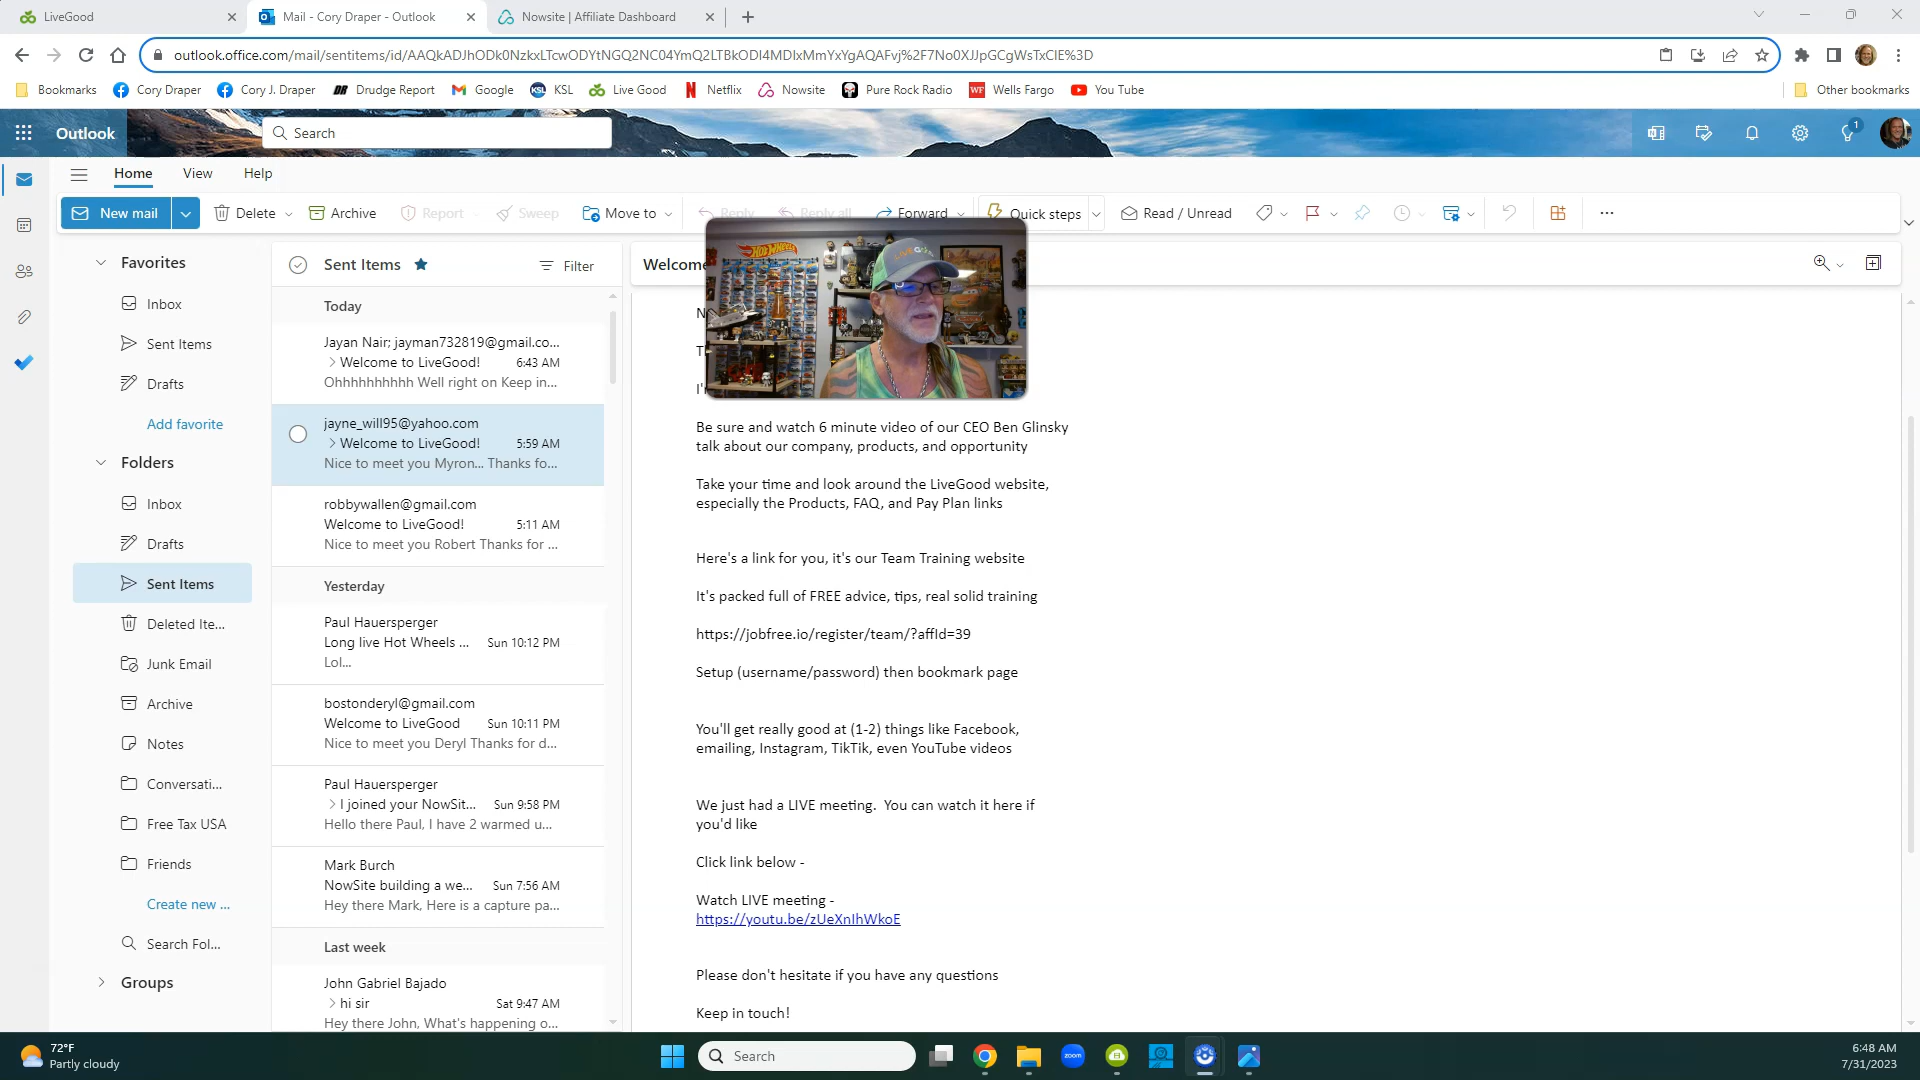 LiveGood
Mail - Cory Draper - Outlook
Nowsite | Affiliate Dashboard
outlook.office.com/mail/sentitems/id/AAQkADJhODk0NzkxLTcwODYtNGQ2NC04YmQ2LTBkODI4MDIxMmYxYgAQAFvj%2F7No0XJJpGCgWsTxCIE%3D
Bookmarks
Cory Draper
Cory J. Draper
Drudge Report
Google
KSL
Live Good
Netflix
Nowsite
Pure Rock Radio
Wells Fargo
You Tube
Other bookmarks
Outlook
Search
1
Home
View
Help
New mail
Delete
Archive
Report
Sweep
Move to
Reply
Reply all
Forward
Quick steps
Read / Unread
Favorites
Inbox
Sent Items
Drafts
Add favorite
Folders
Inbox
Drafts
Sent Items
Deleted Ite...
Junk Email
Archive
Notes
Conversati...
Free Tax USA
Friends
Create new ...
Search Fol...
Groups
Sent Items
Filter
Today
Jayan Nair; jayman732819@gmail.co...
Welcome to LiveGood! 6:43 AM
Ohhhhhhhhhh Well right on Keep in...
jayne_will95@yahoo.com
Welcome to LiveGood! 5:59 AM
Nice to meet you Myron... Thanks fo...
robbywallen@gmail.com
Welcome to LiveGood! 5:11 AM
Nice to meet you Robert Thanks for ...
Yesterday
Paul Hauersperger
Long live Hot Wheels ... Sun 10:12 PM
Lol...
bostonderyl@gmail.com
Welcome to LiveGood Sun 10:11 PM
Nice to meet you Deryl Thanks for d...
Paul Hauersperger
I joined your NowSit... Sun 9:58 PM
Hello there Paul, I have 2 warmed u...
Mark Burch
NowSite building a we... Sun 7:56 AM
Hey there Mark, Here is a capture pa...
Last week
John Gabriel Bajado
hi sir Sat 9:47 AM
Hey there John, What's happening o...
Welcome
HOT WHEELS
Be sure and watch 6 minute video of our CEO Ben Glinsky
talk about our company, products, and opportunity
Take your time and look around the LiveGood website,
especially the Products, FAQ, and Pay Plan links
Here's a link for you, it's our Team Training website
It's packed full of FREE advice, tips, real solid training
https://jobfree.io/register/team/?affId=39
Setup (username/password) then bookmark page
You'll get really good at (1-2) things like Facebook,
emailing, Instagram, TikTik, even YouTube videos
We just had a LIVE meeting.  You can watch it here if
you'd like
Click link below -
Watch LIVE meeting -
https://youtu.be/zUeXnIhWkoE
Please don't hesitate if you have any questions
Keep in touch!
72°F
Partly cloudy
Search
zoom
6:48 AM
7/31/2023